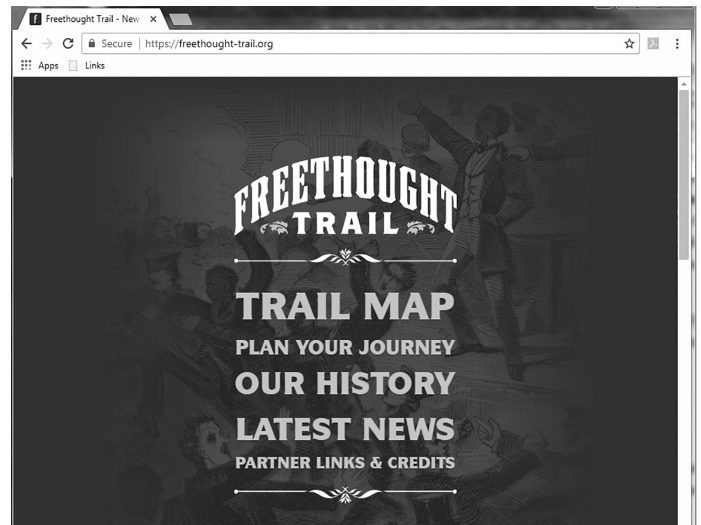 f Freethought Trail - New
Secure https://freethought-trail.org
Apps Links
FREETHOUGHT
TRAIL
TRAIL MAP
PLAN YOUR JOURNEY
OUR HISTORY
LATEST NEWS
PARTNER LINKS & CREDITS